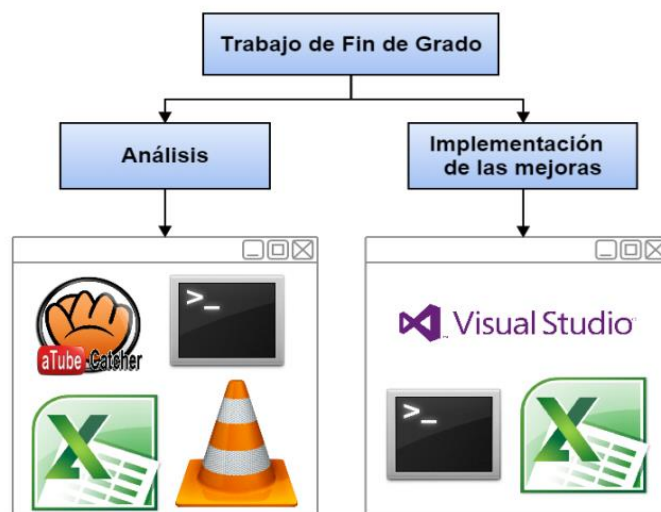 Trabajo de Fin de Grado
Análisis
Implementación
de las mejoras
>_
aTube Catcher
Visual Studio
>_